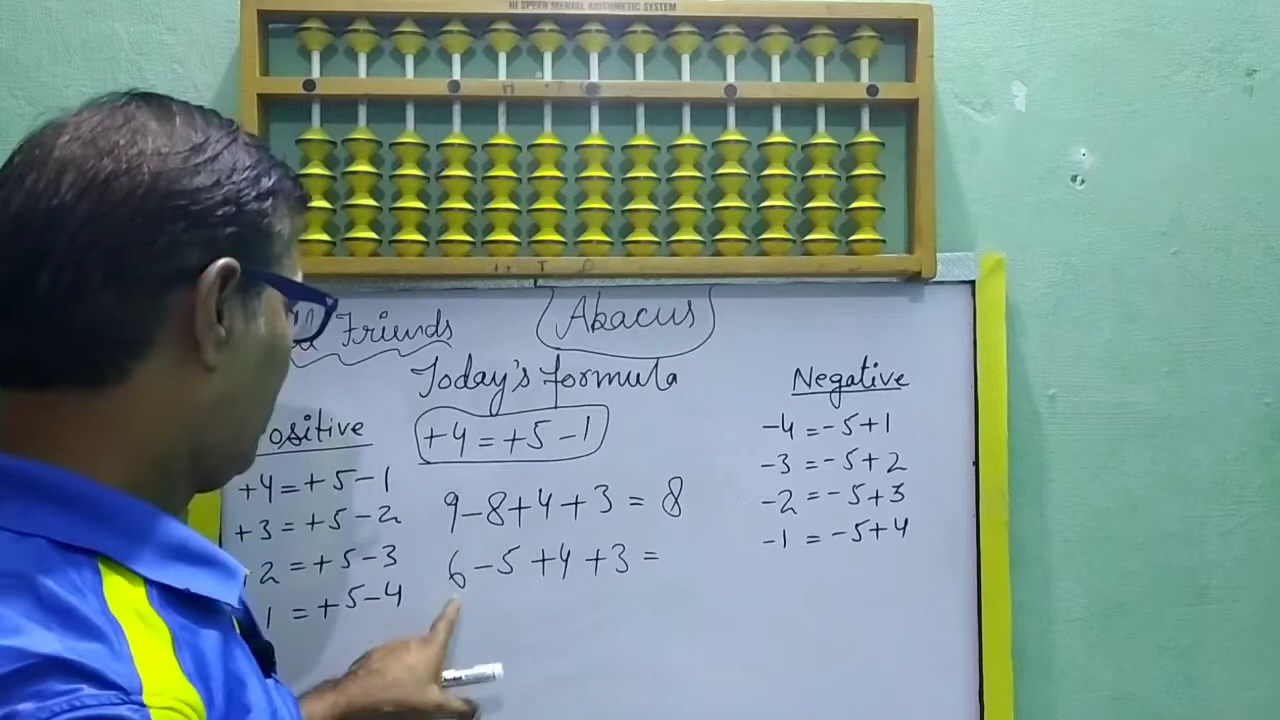 HI SPEED MENTAL ARITHMETIC SYSTEM
H
H T O
Friends
Abacus
Today's formula
+4=+5-1
Positive
+4=+5-1
+3=+5-2
2=+5-3
1=+5-4
9-8+4+3=8
6-5+4+3=
Negative
-4=-5+1
-3=-5+2
-2=-5+3
-1=-5+4